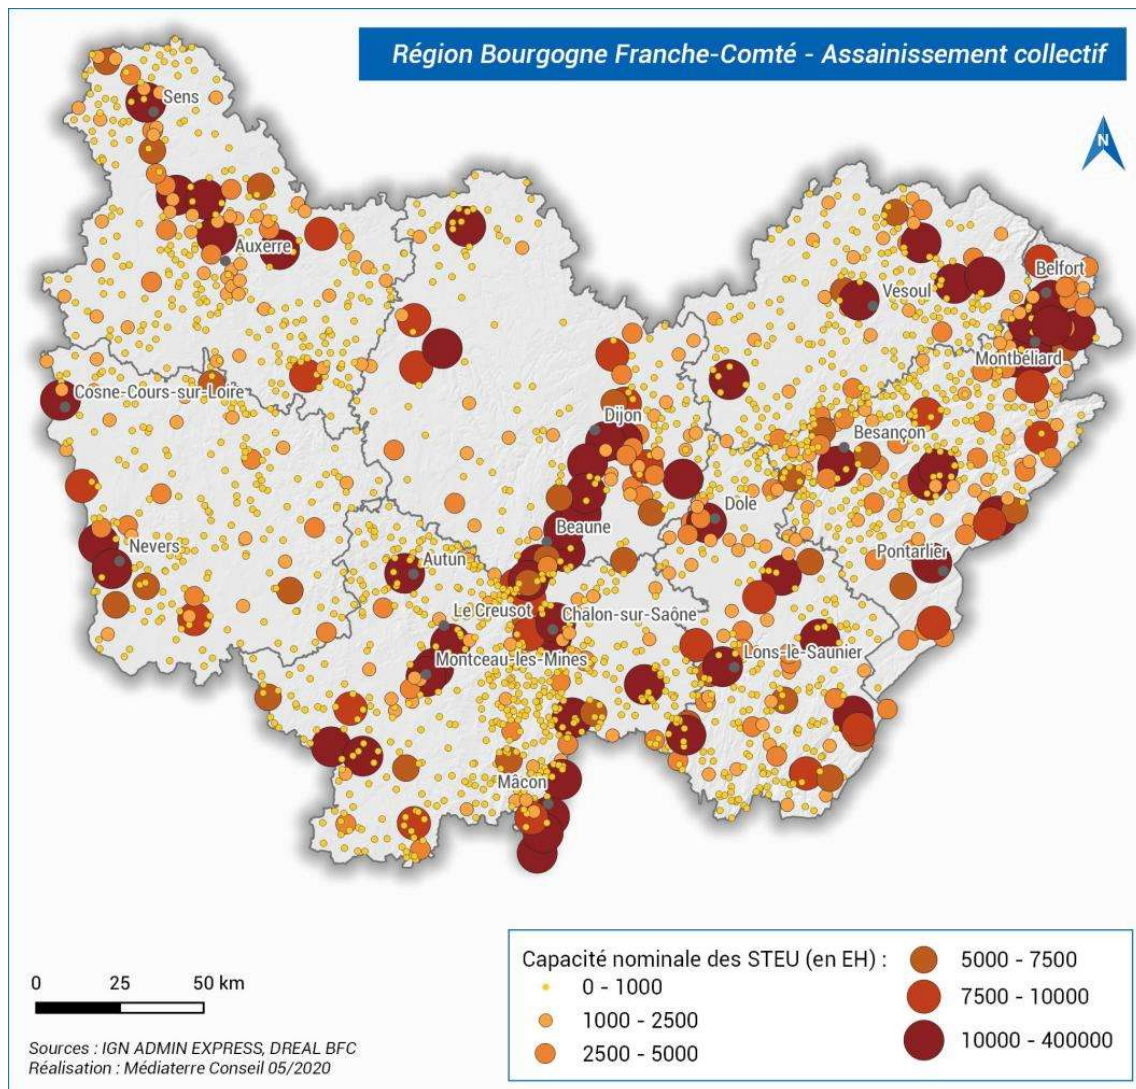 Région Bourgogne Franche-Comté - Assainissement collectif
N
Sens
Auxerre
Belfort
Vesoul
Montbéliard
Cosne-Cours-sur-Loire
Dijon
Besançon
Dole
Beaune
Nevers
Autun
Pontarlier
Le Creusot
Chalon-sur-Saône
Montceau-les-Mines
Lons-le-Saunier
Mâcon
Capacité nominale des STEU (en EH) :
0 - 1000
1000 - 2500
2500 - 5000
5000 - 7500
7500 - 10000
10000 - 400000
0 25 50 km
Sources : IGN ADMIN EXPRESS, DREAL BFC
Réalisation : Médiaterre Conseil 05/2020